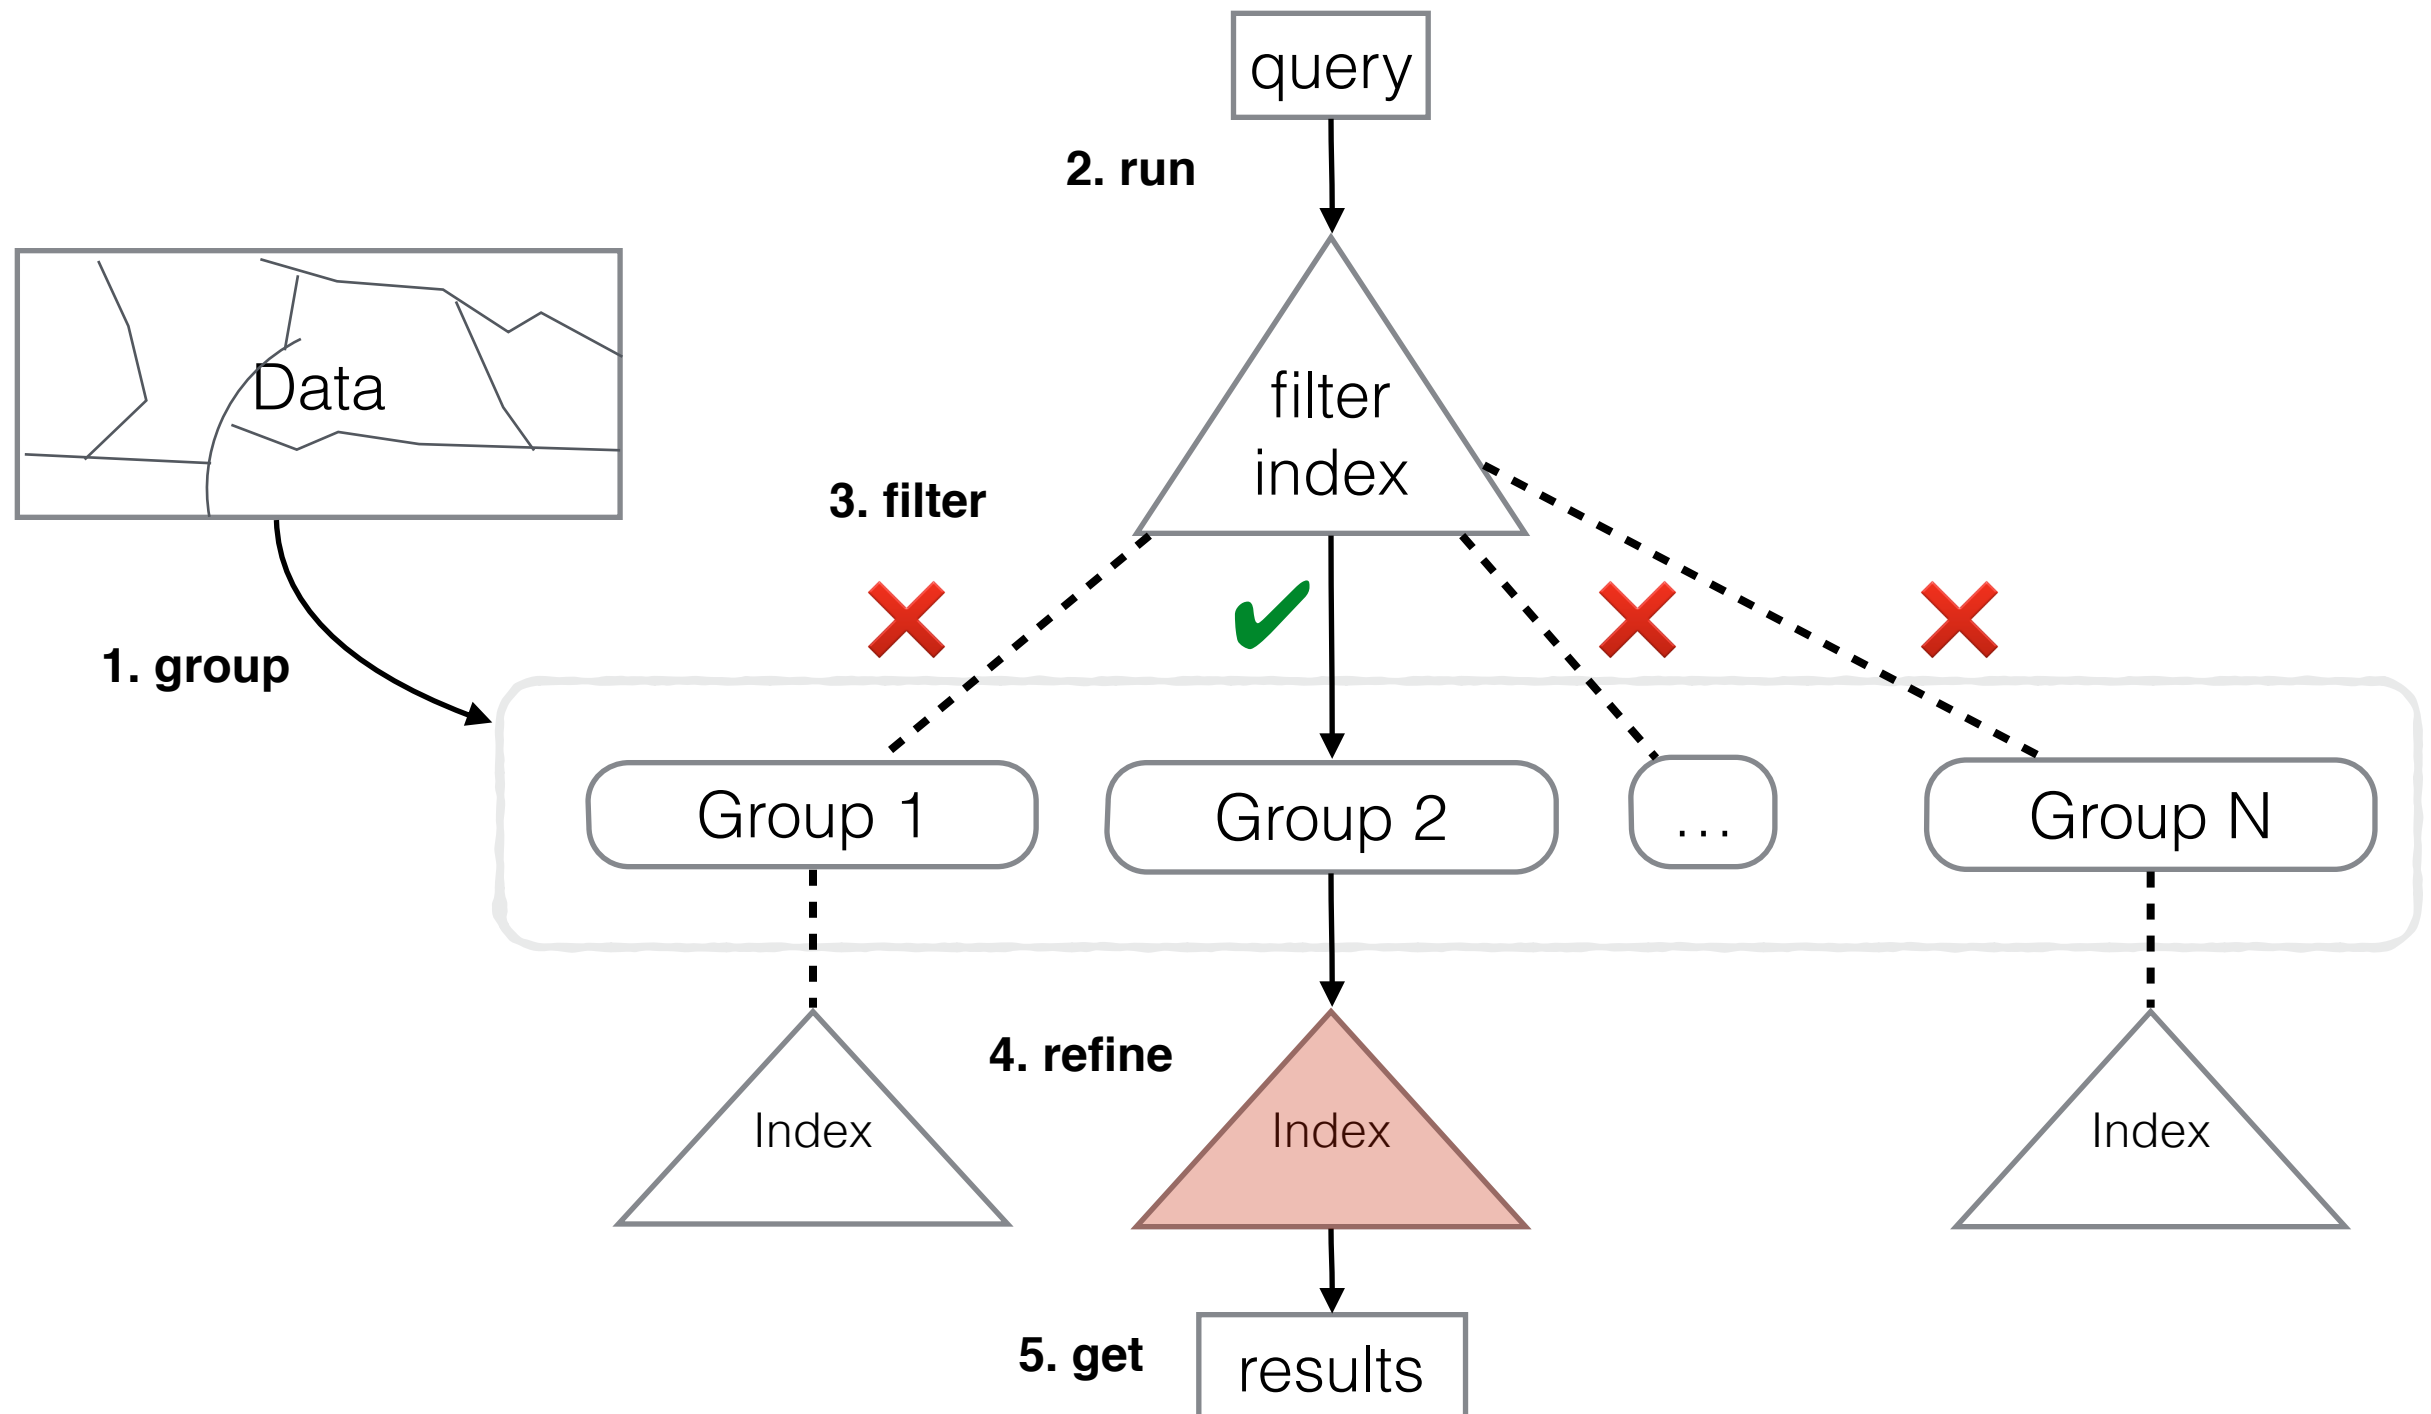 query
2. run
Data
filter
index
3. filter
1. group
Group 1
Group 2
...
Group N
4. refine
Index
Index
Index
5. get
results